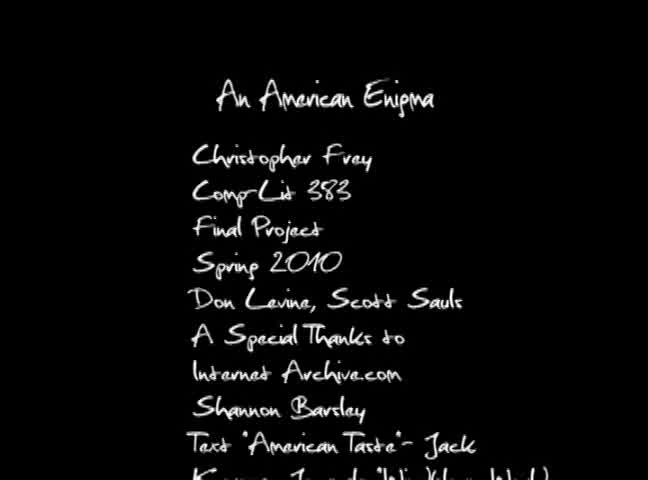 An American Enigma
Christopher Frey
Comp-Lit 383
Final Project
Spring 2010
Don Levine, Scott Sauls
A Special Thanks to
Internet Archive.com
Shannon Barsley
Text "American Taste"- Jack